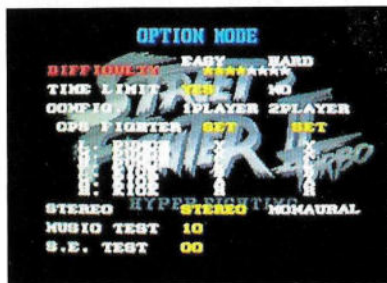 OPTION MODE
EASY HARD
DIFFICULTY ★★★★★★★★
TIME LIMIT YES NO
CONFIG. 1PLAYER 2PLAYER
CPS FIGHTER SET SET
STREET
FIGHTER II
TURBO
HYPER FIGHTING
STEREO STEREO MONAURAL
MUSIC TEST 10
S.E. TEST 00